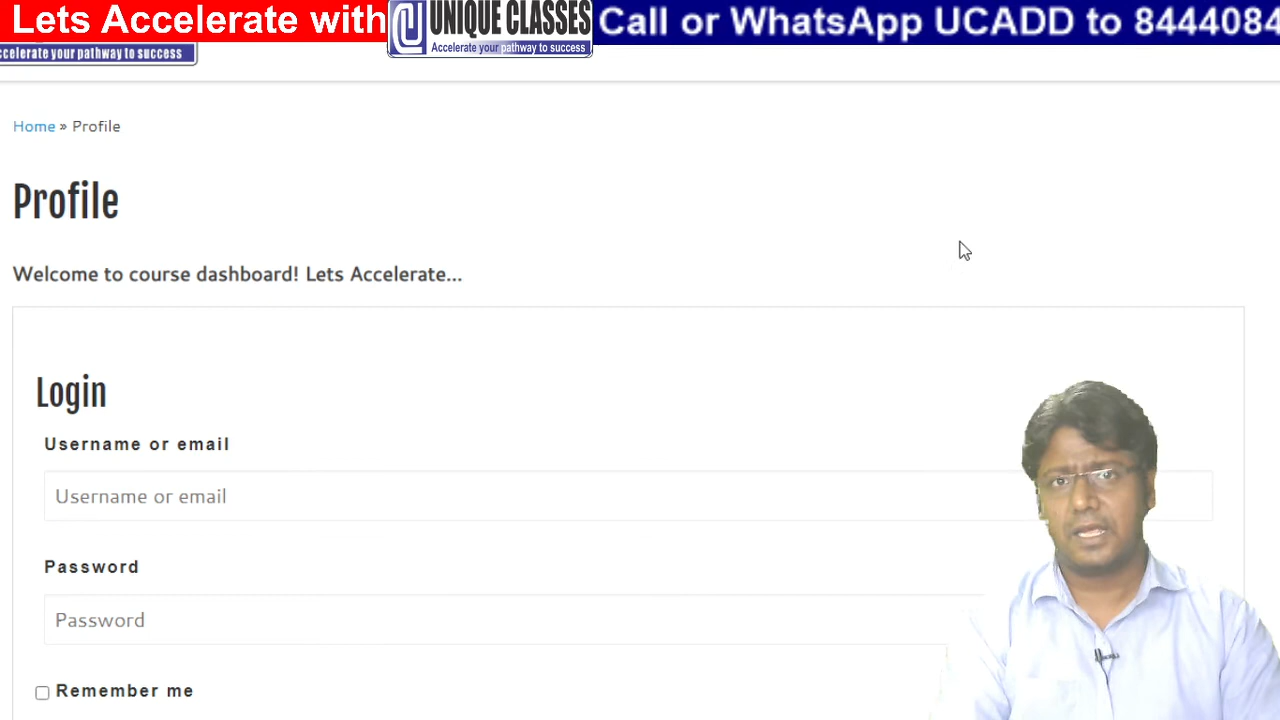 Lets Accelerate with
UNIQUE CLASSES
Accelerate your pathway to success
Call or WhatsApp UCADD to 8444084
ccelerate your pathway to success
Home » Profile
Profile
Welcome to course dashboard! Lets Accelerate...
Login
Username or email
Username or email
Password
Password
Remember me